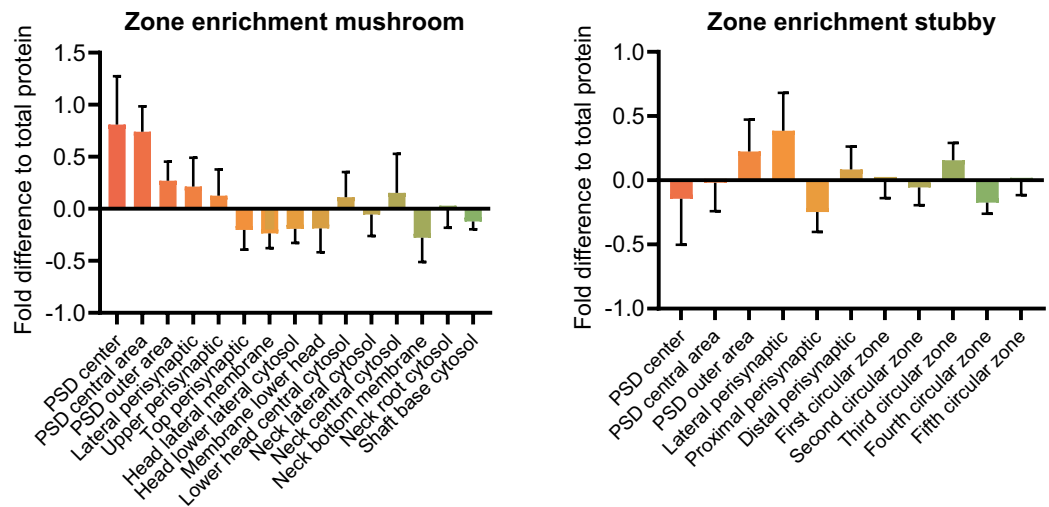 Zone enrichment mushroom
Fold difference to total protein
1.5
1.0
0.5
0.0
-0.5
-1.0
PSD center
PSD central area
PSD outer area
Lateral perisynaptic
Upper perisynaptic
Top perisynaptic
Head lateral membrane
Head lower lateral cytosol
Membrane lower head
Lower head central cytosol
Neck lateral cytosol
Neck central cytosol
Neck bottom membrane
Neck root cytosol
Shaft base cytosol
Zone enrichment stubby
Fold difference to total protein
1.0
0.5
0.0
-0.5
-1.0
PSD center
PSD central area
PSD outer area
Lateral perisynaptic
Proximal perisynaptic
Distal perisynaptic
First circular zone
Second circular zone
Third circular zone
Fourth circular zone
Fifth circular zone